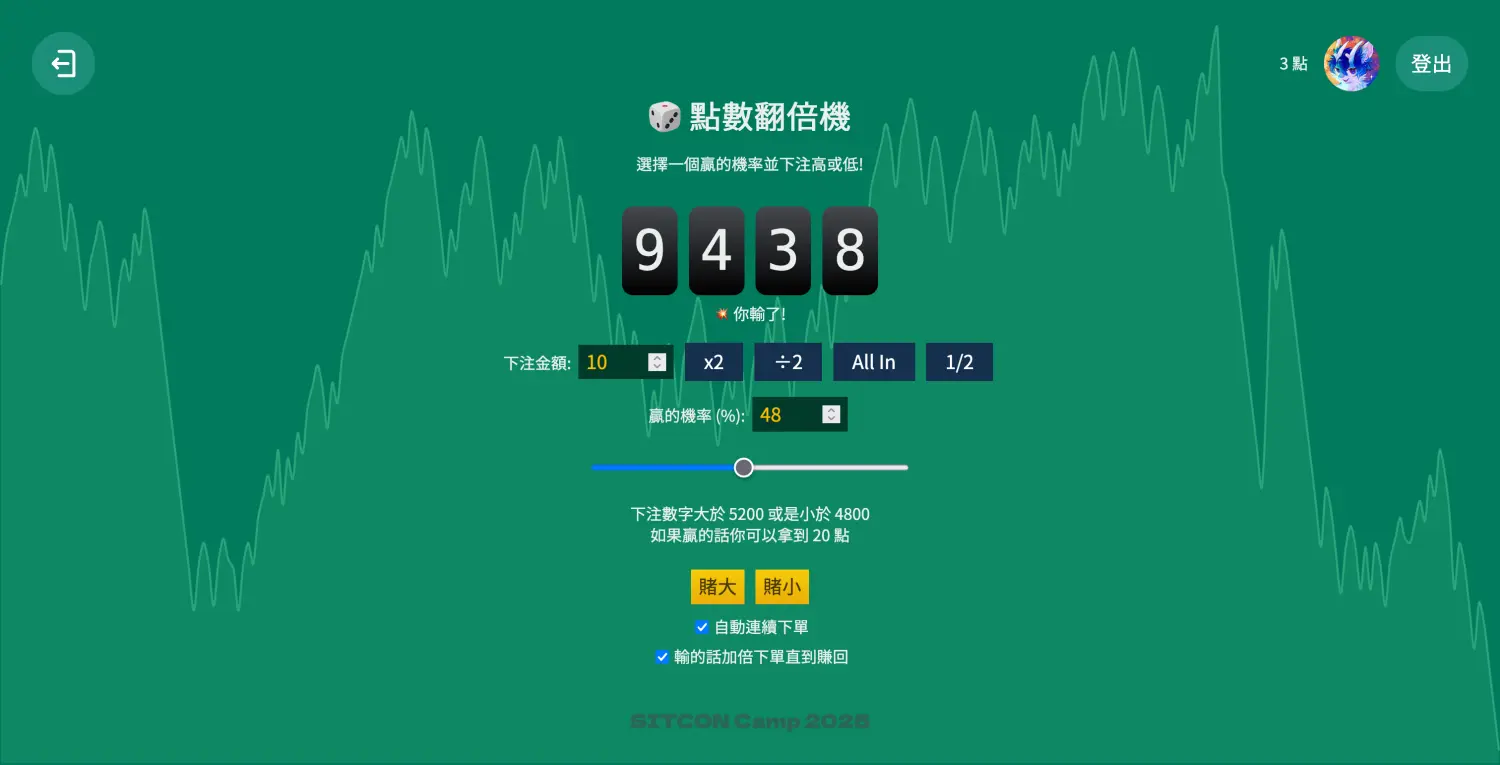 3 點
登出
🎲 點數翻倍機
選擇一個贏的機率並下注高或低!
9 4 3 8
💥 你輸了!
下注金額: 10 x2 ÷2 All In 1/2
贏的機率 (%): 48
下注數字大於 5200 或是小於 4800
如果贏的話你可以拿到 20 點
賭大 賭小
自動連續下單
輸的話加倍下單直到賺回
SITCON Camp 2025